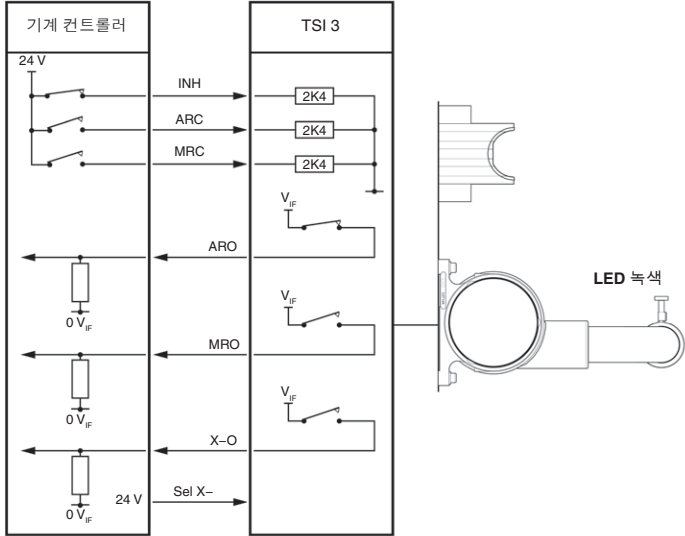 기계 컨트롤러
TSI 3
24 V
INH
2K4
ARC
2K4
MRC
2K4
V_IF
ARO
LED 녹색
0 V_IF
V_IF
MRO
0 V_IF
V_IF
X–O
24 V
Sel X–
0 V_IF